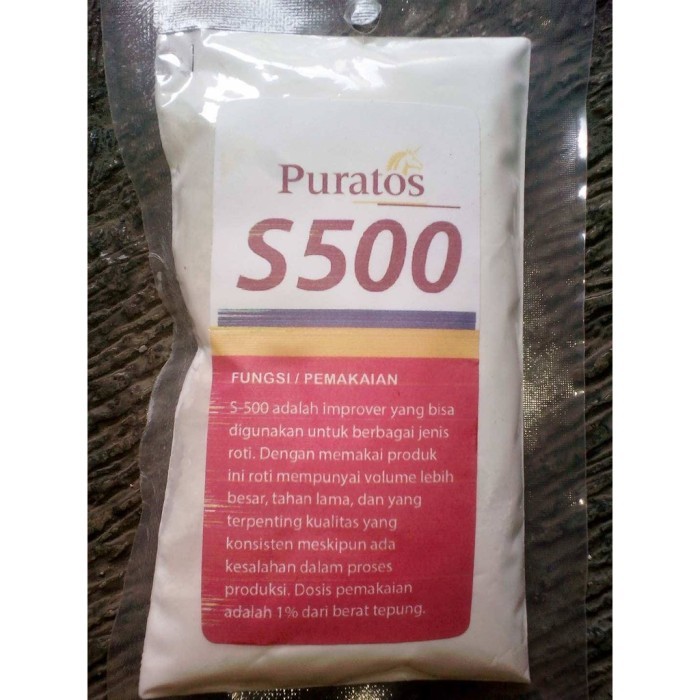 Puratos
S500
FUNGSI / PEMAKAIAN
S-500 adalah improver yang bisa
digunakan untuk berbagai jenis
roti. Dengan memakai produk
ini roti mempunyai volume lebih
besar, tahan lama, dan yang
terpenting kualitas yang
konsisten meskipun ada
kesalahan dalam proses
produksi. Dosis pemakaian
adalah 1% dari berat tepung.